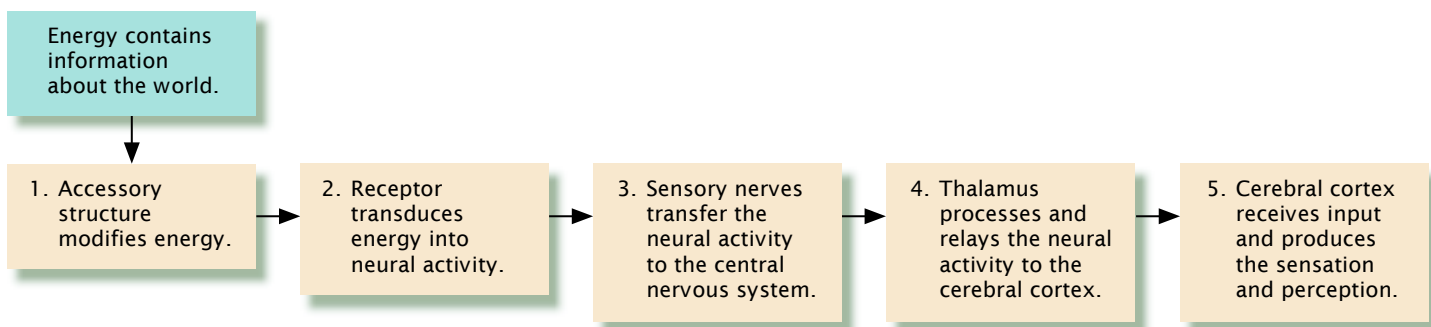 Energy contains
information
about the world.
1. Accessory
structure
modifies energy.
2. Receptor
transduces
energy into
neural activity.
3. Sensory nerves
transfer the
neural activity
to the central
nervous system.
4. Thalamus
processes and
relays the neural
activity to the
cerebral cortex.
5. Cerebral cortex
receives input
and produces
the sensation
and perception.